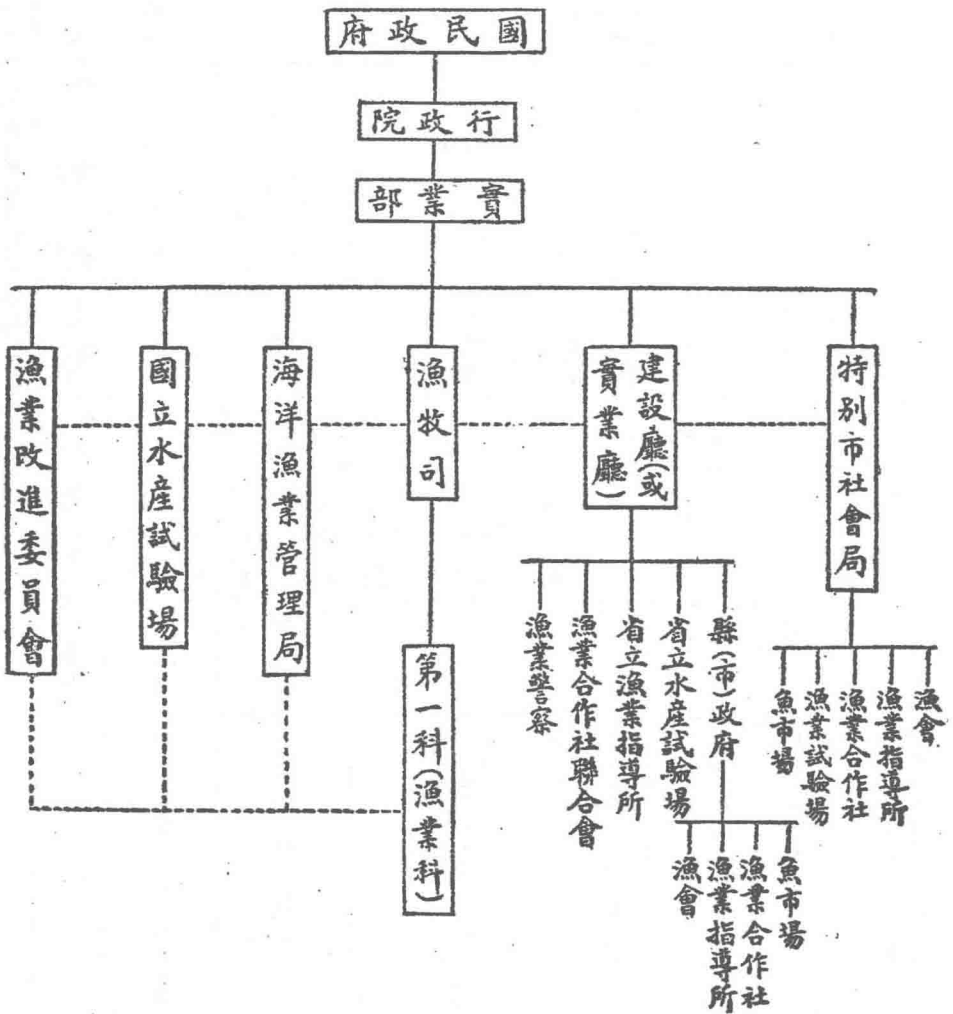 國民政府
行政院
實業部
特別市社會局
建設廳(或
實業廳)
漁牧司
海洋漁業管理局
國立水產試驗場
漁業改進委員會
漁會
漁業指導所
漁業合作社
漁業試驗場
魚市場
縣(市)政府
省立水產試驗場
省立漁業指導所
漁業合作社聯合會
漁業警察
第一科(漁業科)
魚市場
漁業合作社
漁業指導所
漁會